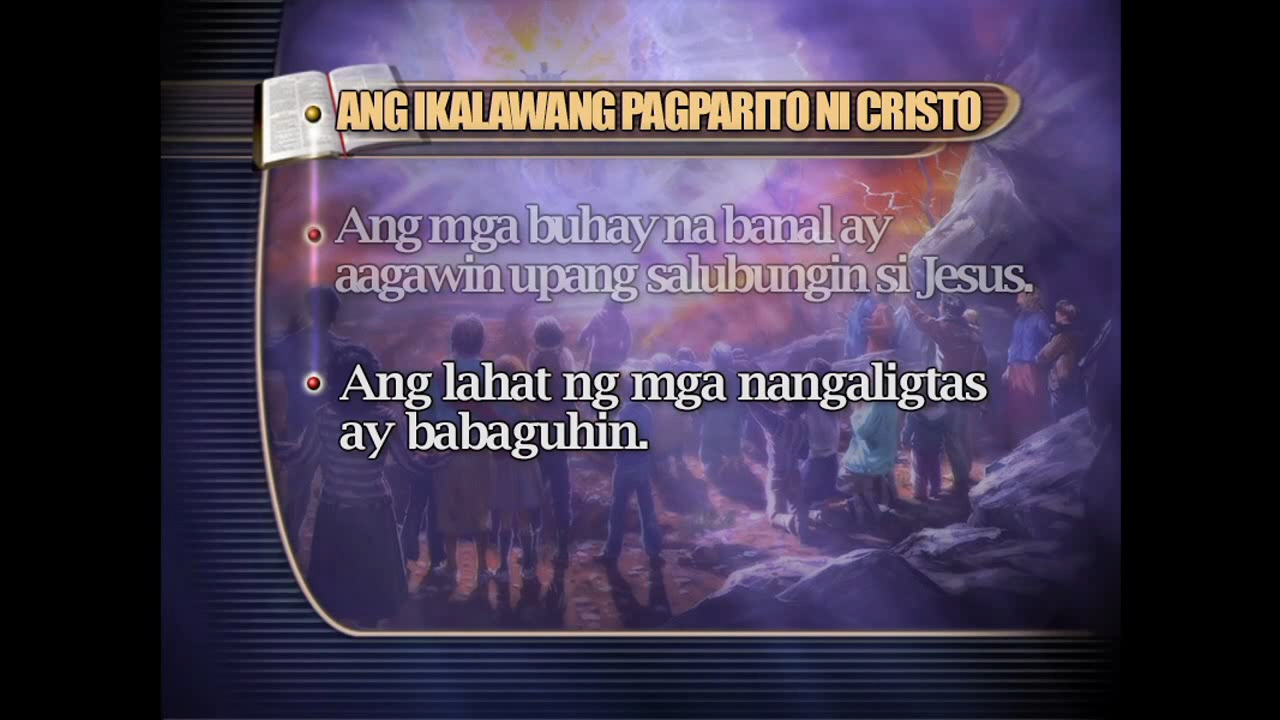 ANG IKALAWANG PAGPARITO NI CRISTO
Ang mga buhay na banal ay
aagawin upang salubungin si Jesus.
Ang lahat ng mga nangaligtas
ay babaguhin.